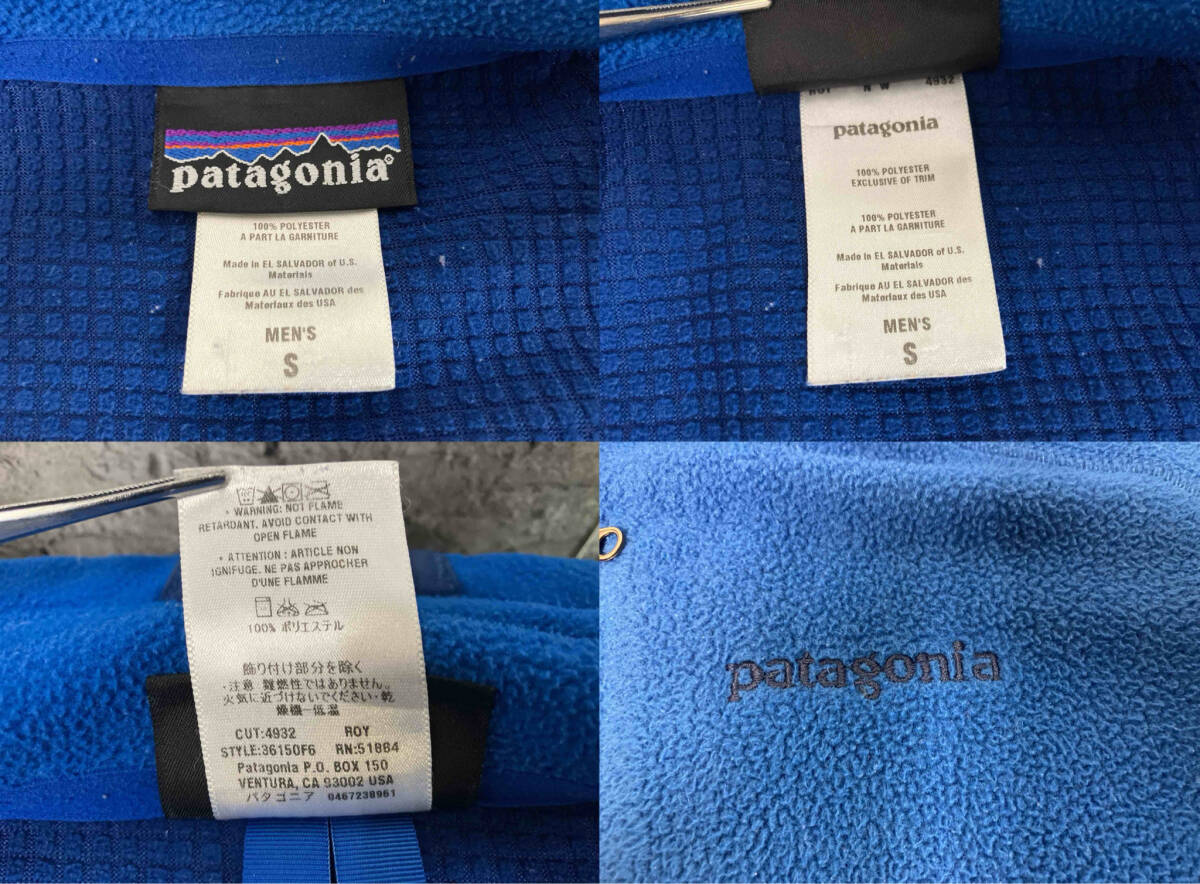 patagonia®
100% POLYESTER
A PART LA GARNITURE
Made in EL SALVADOR of U.S.
Materials
Fabrique AU EL SALVADOR des
Materiaux des USA
MEN'S
S
ROY N W 4932
patagonia
100% POLYESTER
EXCLUSIVE OF TRIM
100% POLYESTER
A PART LA GARNITURE
Made in EL SALVADOR of U.S.
Materials
Fabrique AU EL SALVADOR des
Materiaux des USA
MEN'S
S
• WARNING: NOT FLAME
RETARDANT. AVOID CONTACT WITH
OPEN FLAME
• ATTENTION : ARTICLE NON
IGNIFUGE. NE PAS APPROCHER
D'UNE FLAMME
100% ポリエステル
飾り付け部分を除く
・注意 難燃性ではありません。
火気に近づけないでください・乾
燥機一低温
CUT:4932 ROY
STYLE:36150F6 RN:51884
Patagonia P.O. BOX 150
VENTURA, CA 93002 USA
パタゴニア 0467238961
patagonia